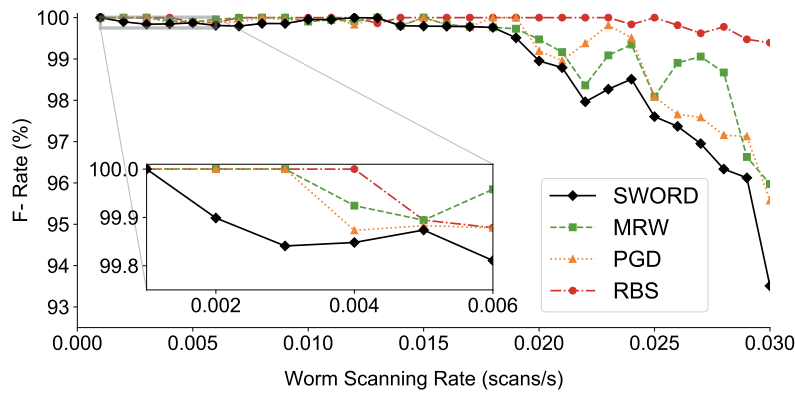 100
99
98
97
96
95
94
93
F- Rate (%)
100.0
99.9
99.8
0.002 0.004 0.006
SWORD
MRW
PGD
RBS
0.000 0.005 0.010 0.015 0.020 0.025 0.030
Worm Scanning Rate (scans/s)